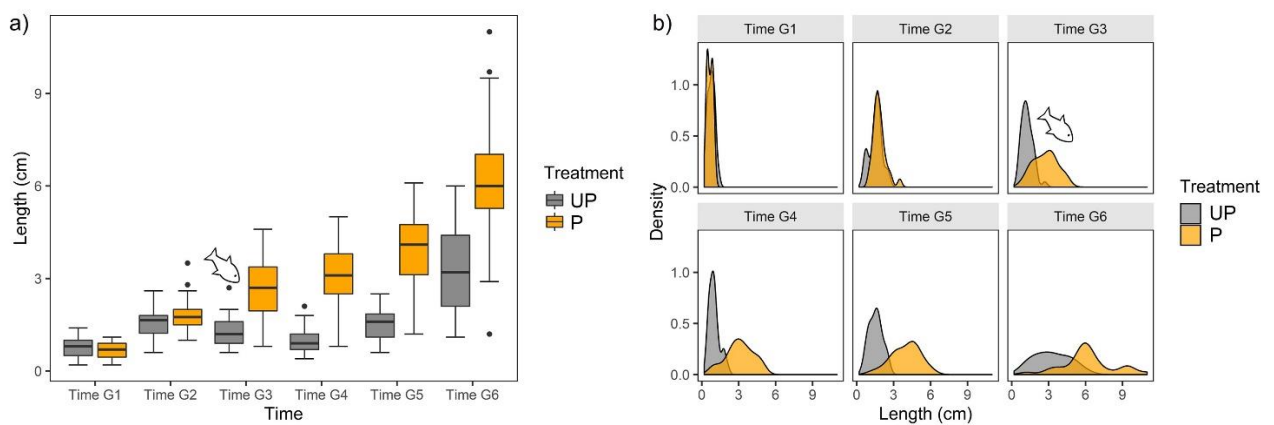 a)
Length (cm)
9
6
3
0
Time G1 Time G2 Time G3 Time G4 Time G5 Time G6
Time
Treatment
UP
P
b)
Time G1 Time G2 Time G3
1.0
0.5
0.0
Density
Time G4 Time G5 Time G6
1.0
0.5
0.0
0 3 6 9 0 3 6 9 0 3 6 9
Length (cm)
Treatment
UP
P